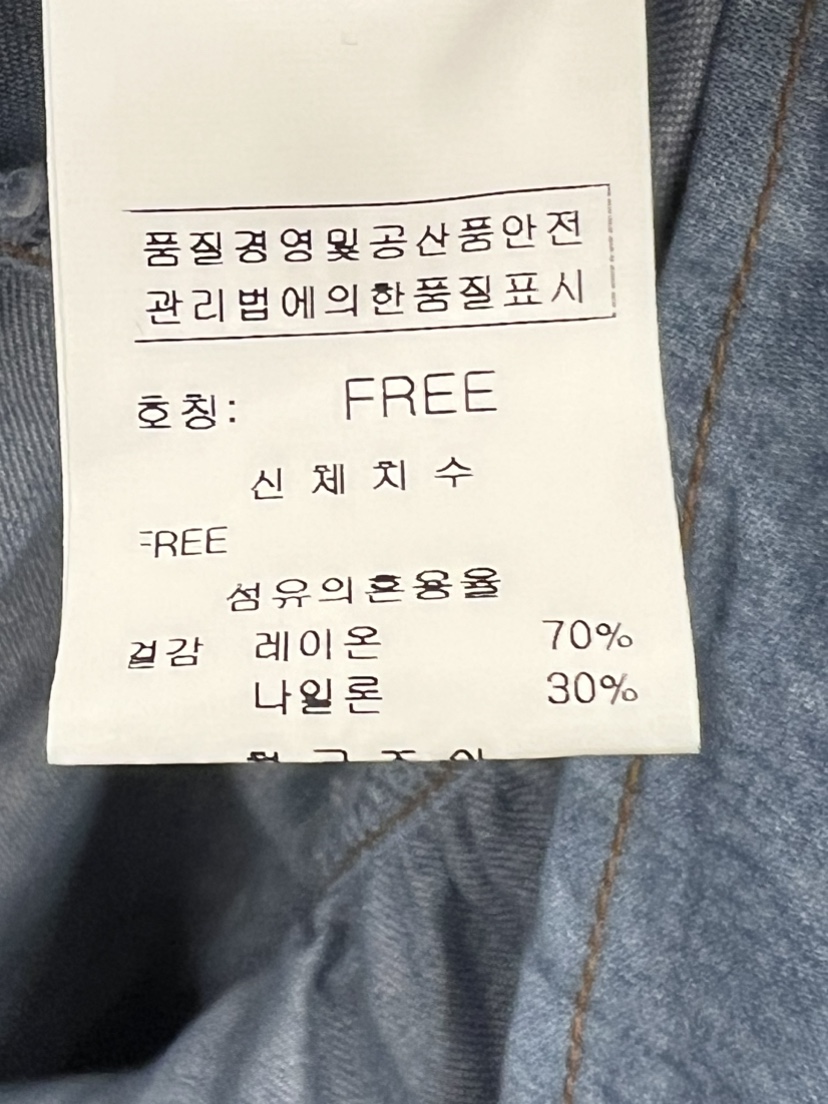 품질경영및공산품안전
관리법에의한품질표시
호칭: FREE
신체치수
FREE
섬유의혼용율
겉감 레이온 70%
나일론 30%